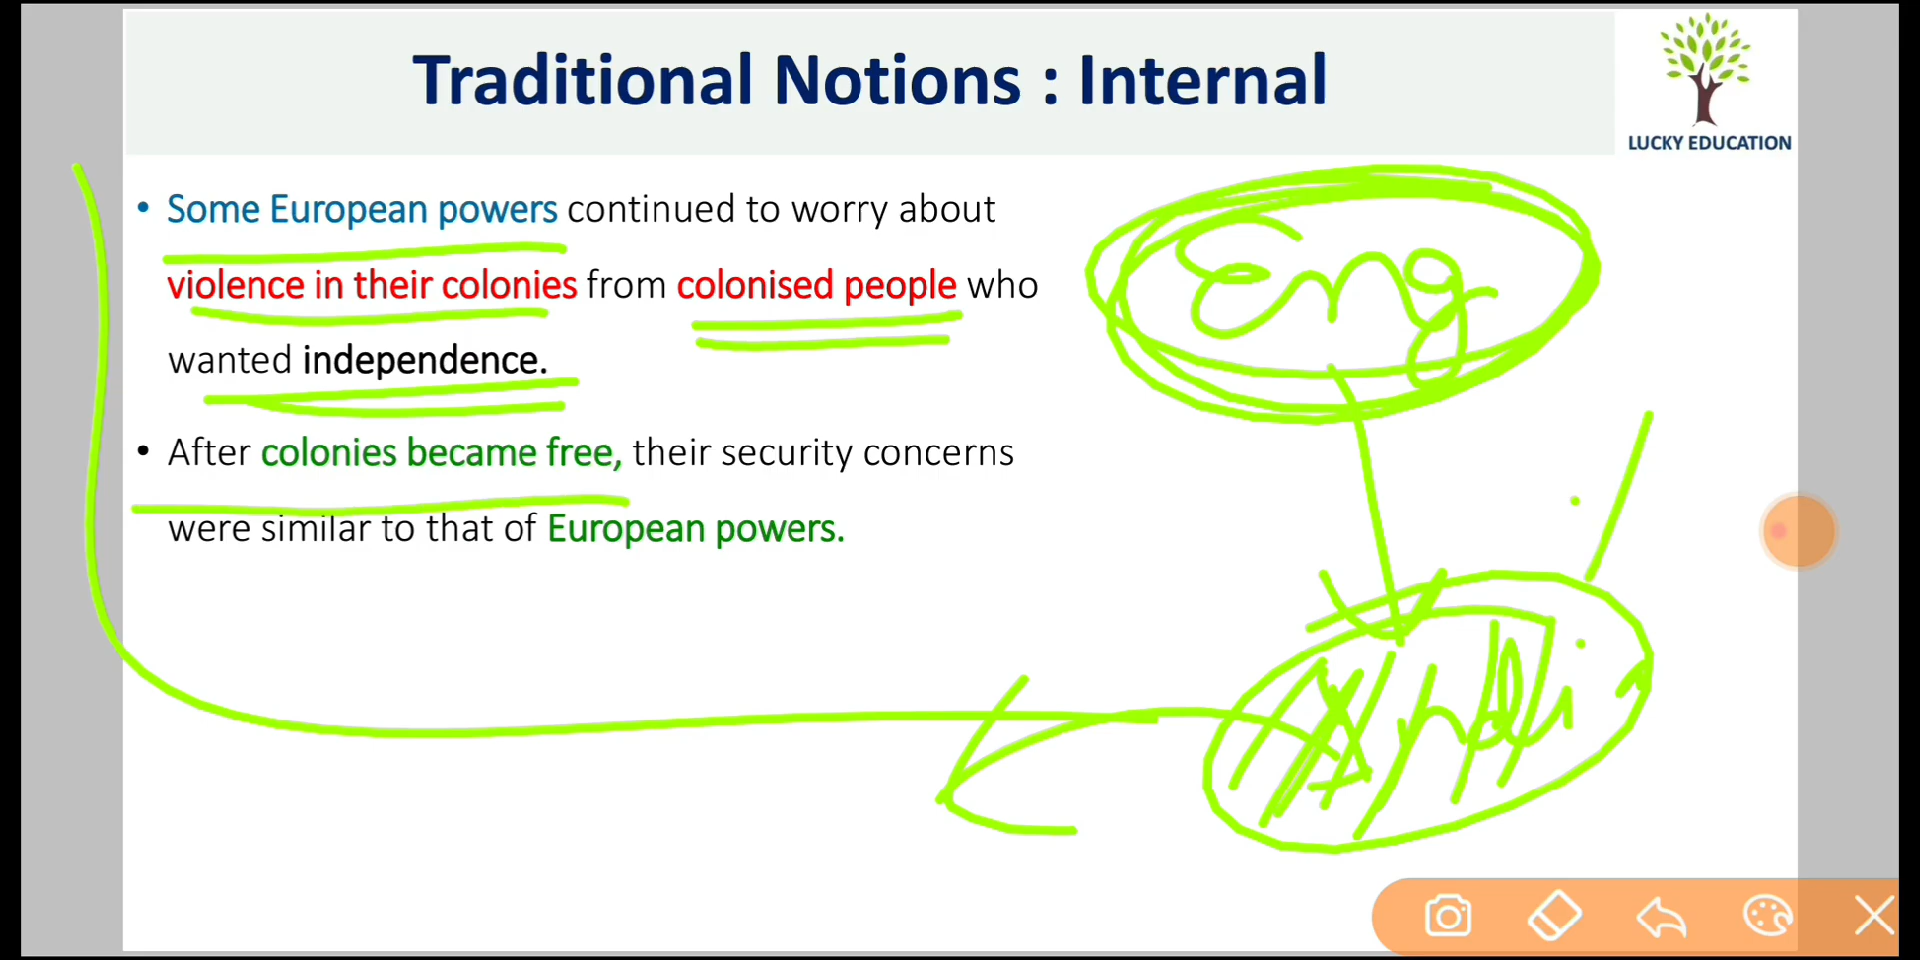 Traditional Notions : Internal
LUCKY EDUCATION
• Some European powers continued to worry about
violence in their colonies from colonised people who
wanted independence.
• After colonies became free, their security concerns
were similar to that of European powers.
Eng